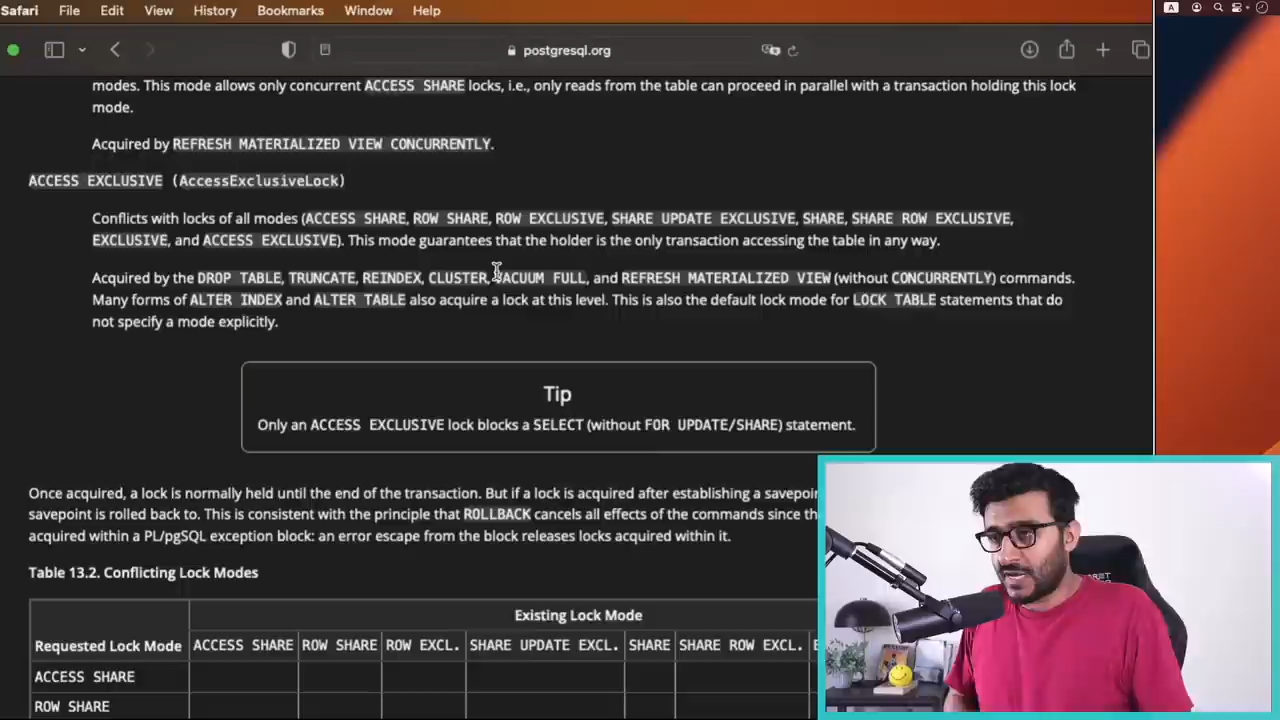 Safari File Edit View History Bookmarks Window Help
A
postgresql.org
modes. This mode allows only concurrent ACCESS SHARE locks, i.e., only reads from the table can proceed in parallel with a transaction holding this lock
mode.
Acquired by REFRESH MATERIALIZED VIEW CONCURRENTLY.
ACCESS EXCLUSIVE (AccessExclusiveLock)
Conflicts with locks of all modes (ACCESS SHARE, ROW SHARE, ROW EXCLUSIVE, SHARE UPDATE EXCLUSIVE, SHARE, SHARE ROW EXCLUSIVE,
EXCLUSIVE, and ACCESS EXCLUSIVE). This mode guarantees that the holder is the only transaction accessing the table in any way.
Acquired by the DROP TABLE, TRUNCATE, REINDEX, CLUSTER, VACUUM FULL, and REFRESH MATERIALIZED VIEW (without CONCURRENTLY) commands.
Many forms of ALTER INDEX and ALTER TABLE also acquire a lock at this level. This is also the default lock mode for LOCK TABLE statements that do
not specify a mode explicitly.
Tip
Only an ACCESS EXCLUSIVE lock blocks a SELECT (without FOR UPDATE/SHARE) statement.
Once acquired, a lock is normally held until the end of the transaction. But if a lock is acquired after establishing a savepoin
savepoint is rolled back to. This is consistent with the principle that ROLLBACK cancels all effects of the commands since th
acquired within a PL/pgSQL exception block: an error escape from the block releases locks acquired within it.
Table 13.2. Conflicting Lock Modes
Existing Lock Mode
Requested Lock Mode ACCESS SHARE ROW SHARE ROW EXCL. SHARE UPDATE EXCL. SHARE SHARE ROW EXCL. E
ACCESS SHARE
ROW SHARE